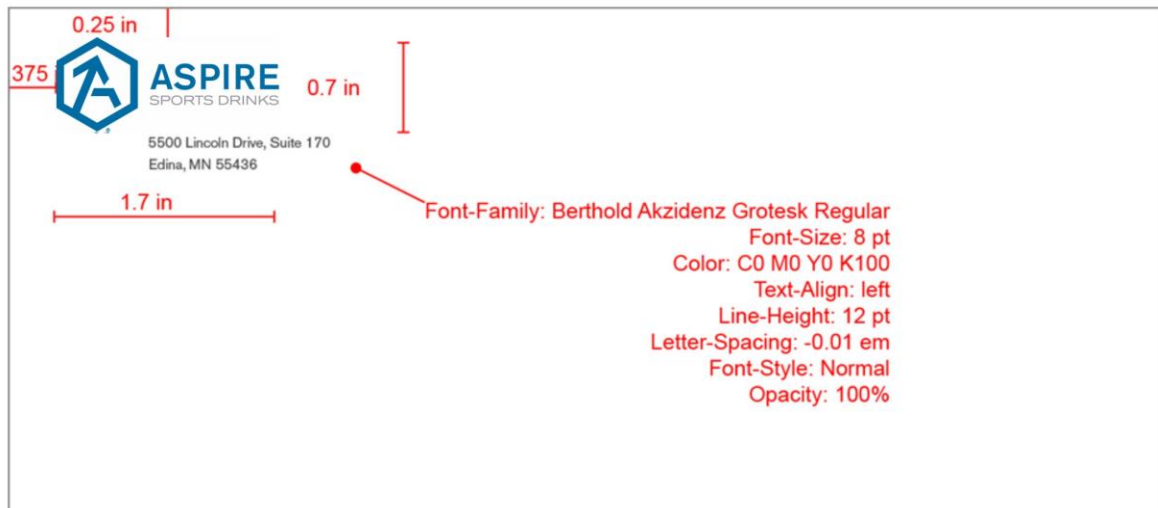 0.25 in
375
ASPIRE
SPORTS DRINKS
0.7 in
5500 Lincoln Drive, Suite 170
Edina, MN 55436
1.7 in
Font-Family: Berthold Akzidenz Grotesk Regular
Font-Size: 8 pt
Color: C0 M0 Y0 K100
Text-Align: left
Line-Height: 12 pt
Letter-Spacing: -0.01 em
Font-Style: Normal
Opacity: 100%